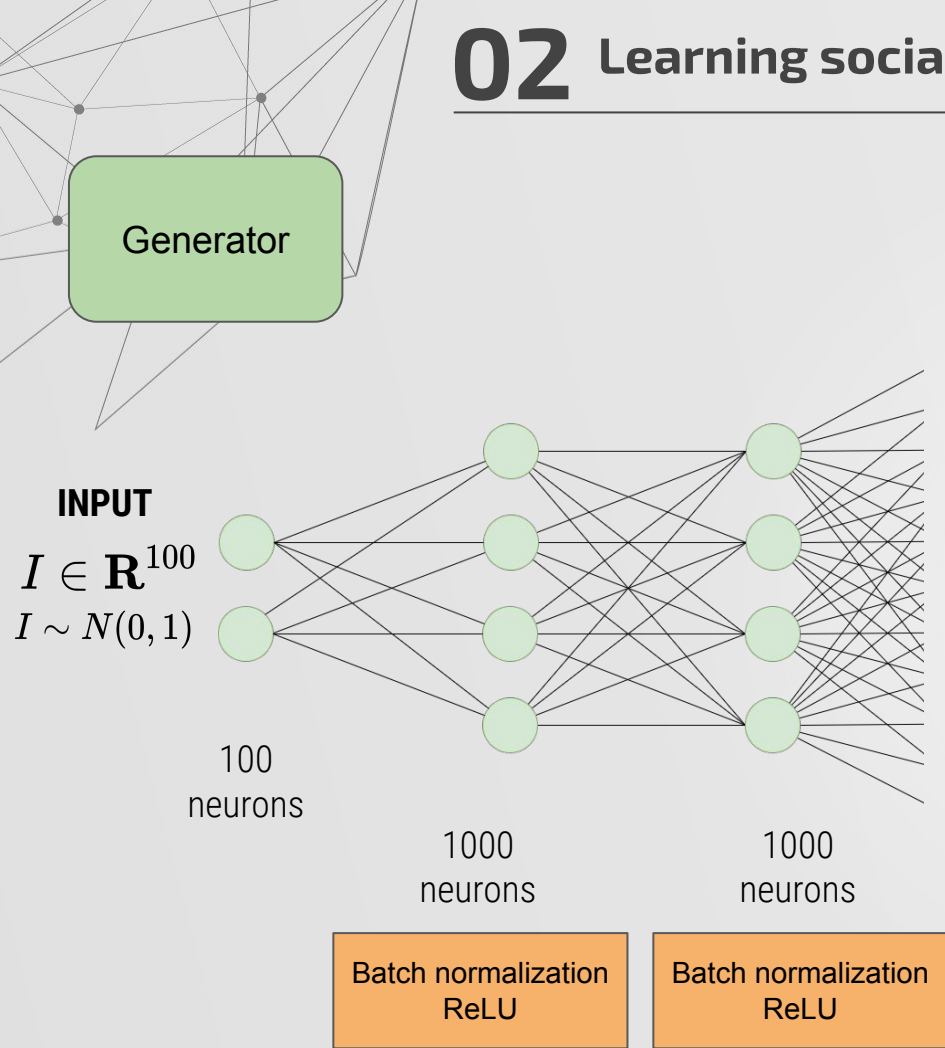 02 Learning socia
Generator
INPUT
I ∈ R^100
I ∼ N(0, 1)
100
neurons
1000
neurons
1000
neurons
Batch normalization
ReLU
Batch normalization
ReLU